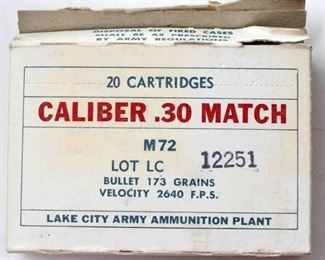 DISPOSAL OF FIRED CASES
SHALL BE AS PRESCRIBED
BY ARMY REGULATIONS
20 CARTRIDGES
CALIBER .30 MATCH
M72
LOT LC 12251
BULLET 173 GRAINS
VELOCITY 2640 F.P.S.
LAKE CITY ARMY AMMUNITION PLANT